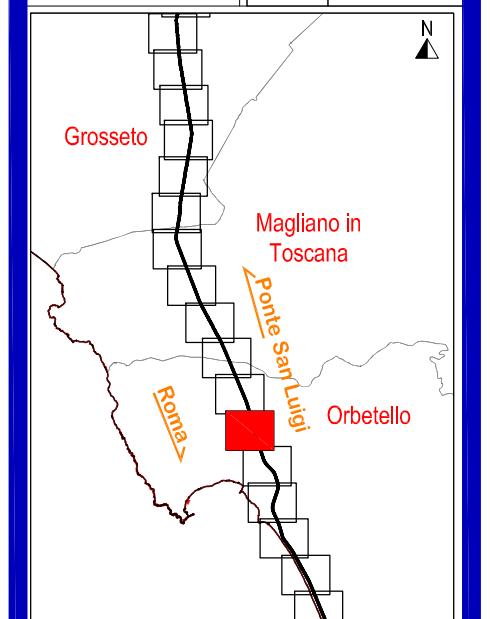 N
Grosseto
Magliano in
Toscana
Ponte San Luigi
Roma
Orbetello